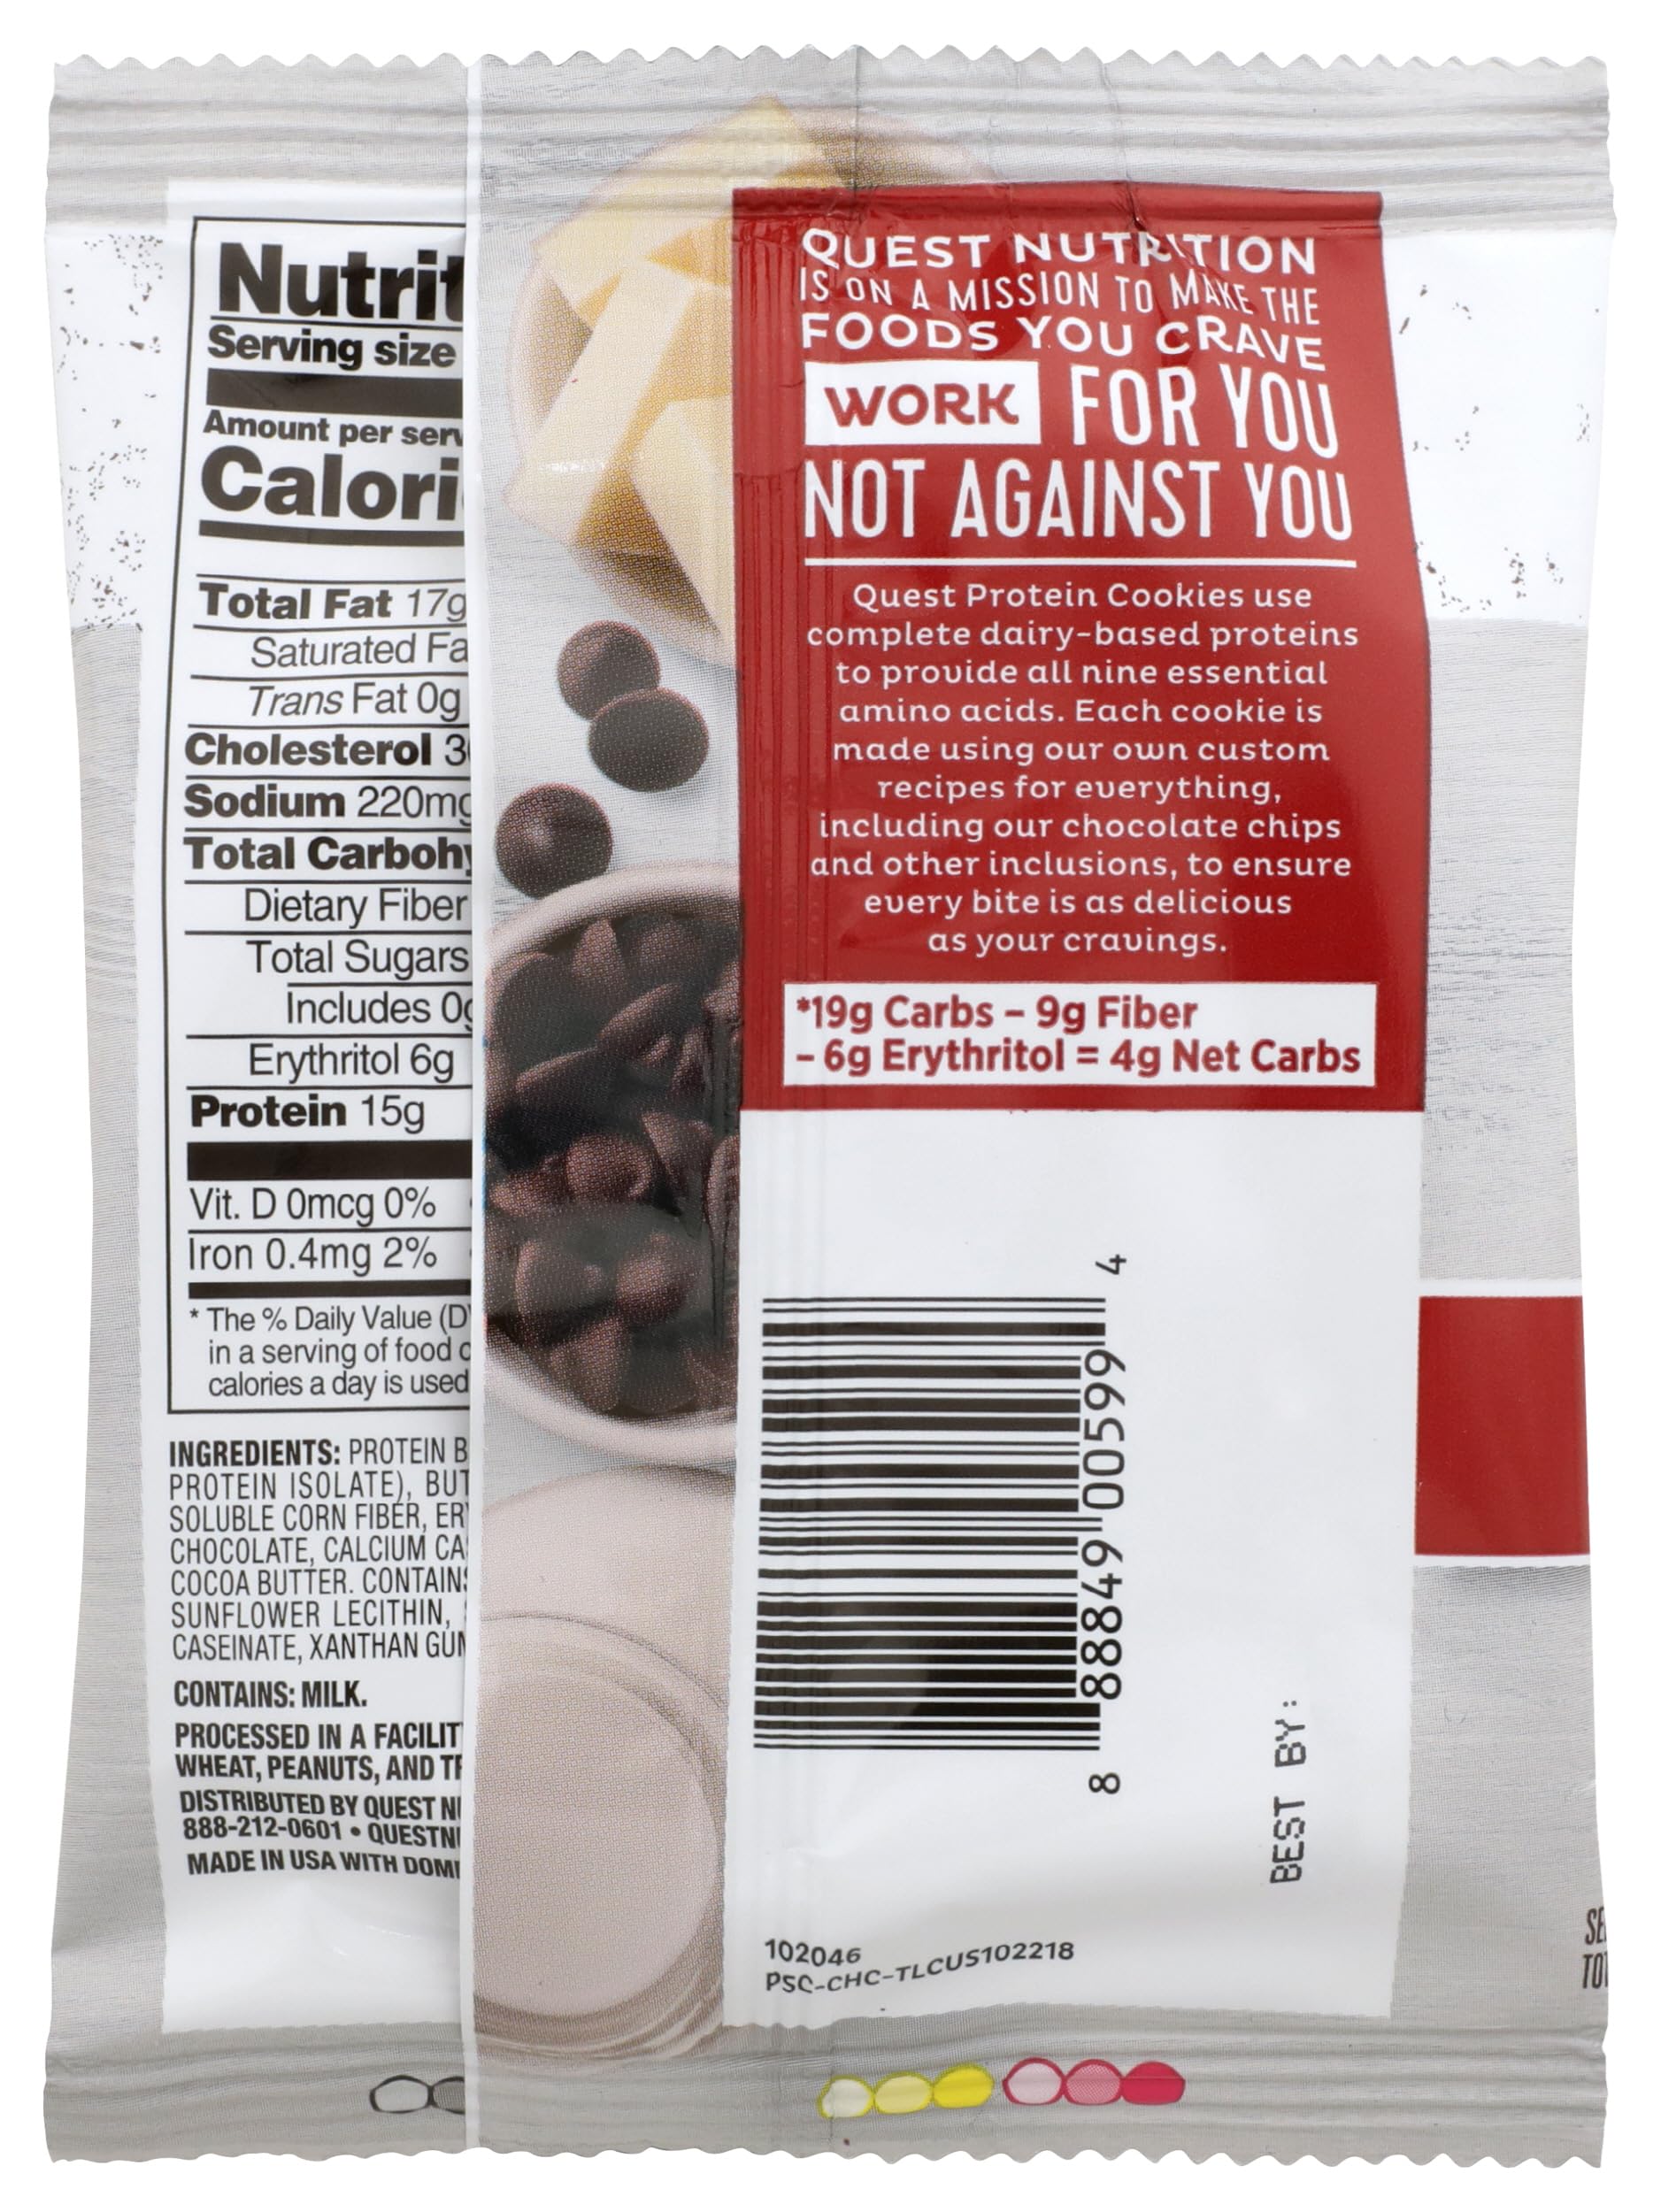 Nutrit
Serving size
Amount per serv
Calori
Total Fat 17g
Saturated Fa
Trans Fat 0g
Cholesterol 3
Sodium 220mg
Total Carbohy
Dietary Fiber
Total Sugars
Includes 0g
Erythritol 6g
Protein 15g
Vit. D 0mcg 0%
Iron 0.4mg 2%
* The % Daily Value (D
in a serving of food
calories a day is used
INGREDIENTS: PROTEIN B
PROTEIN ISOLATE), BUT
SOLUBLE CORN FIBER, ER
CHOCOLATE, CALCIUM CA
COCOA BUTTER. CONTAINS
SUNFLOWER LECITHIN,
CASEINATE, XANTHAN GUM
CONTAINS: MILK.
PROCESSED IN A FACILIT
WHEAT, PEANUTS, AND TR
DISTRIBUTED BY QUEST NU
888-212-0601 • QUESTNU
MADE IN USA WITH DOME
QUEST NUTRITION
IS ON A MISSION TO MAKE THE
FOODS YOU CRAVE
WORK FOR YOU
NOT AGAINST YOU
Quest Protein Cookies use
complete dairy-based proteins
to provide all nine essential
amino acids. Each cookie is
made using our own custom
recipes for everything,
including our chocolate chips
and other inclusions, to ensure
every bite is as delicious
as your cravings.
*19g Carbs – 9g Fiber
– 6g Erythritol = 4g Net Carbs
8 88849 00599 4
BEST BY:
102046
PSC-CHC-TLCUS102218
SE
TO